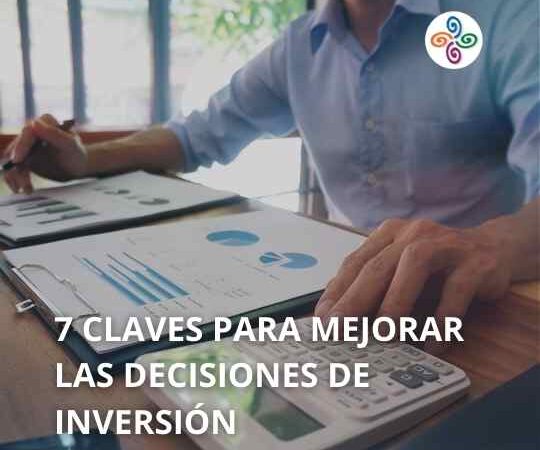 7 CLAVES PARA MEJORAR
LAS DECISIONES DE
INVERSIÓN